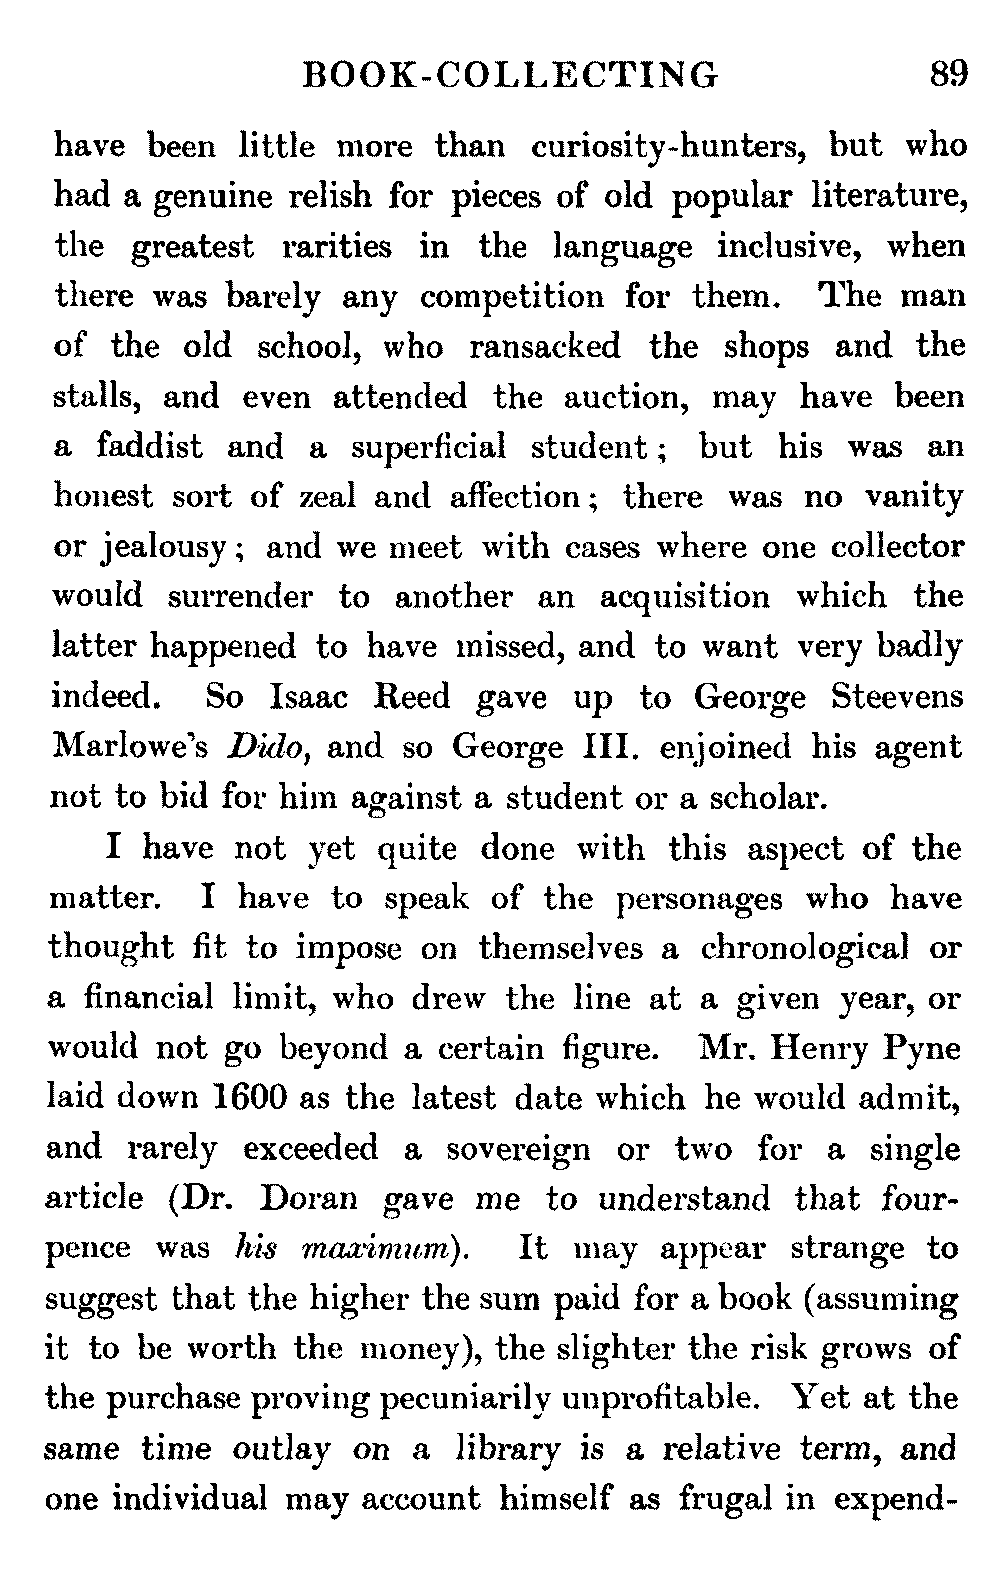 BOOK-COLLECTING 89
have been little more than curiosity-hunters, but who
had a genuine relish for pieces of old popular literature,
the greatest rarities in the language inclusive, when
there was barely any competition for them. The man
of the old school, who ransacked the shops and the
stalls, and even attended the auction, may have been
a faddist and a superficial student; but his was an
honest sort of zeal and affection; there was no vanity
or jealousy; and we meet with cases where one collector
would surrender to another an acquisition which the
latter happened to have missed, and to want very badly
indeed. So Isaac Reed gave up to George Steevens
Marlowe's Dido, and so George III. enjoined his agent
not to bid for him against a student or a scholar.
I have not yet quite done with this aspect of the
matter. I have to speak of the personages who have
thought fit to impose on themselves a chronological or
a financial limit, who drew the line at a given year, or
would not go beyond a certain figure. Mr. Henry Pyne
laid down 1600 as the latest date which he would admit,
and rarely exceeded a sovereign or two for a single
article (Dr. Doran gave me to understand that four-
pence was his maximum). It may appear strange to
suggest that the higher the sum paid for a book (assuming
it to be worth the money), the slighter the risk grows of
the purchase proving pecuniarily unprofitable. Yet at the
same time outlay on a library is a relative term, and
one individual may account himself as frugal in expend-